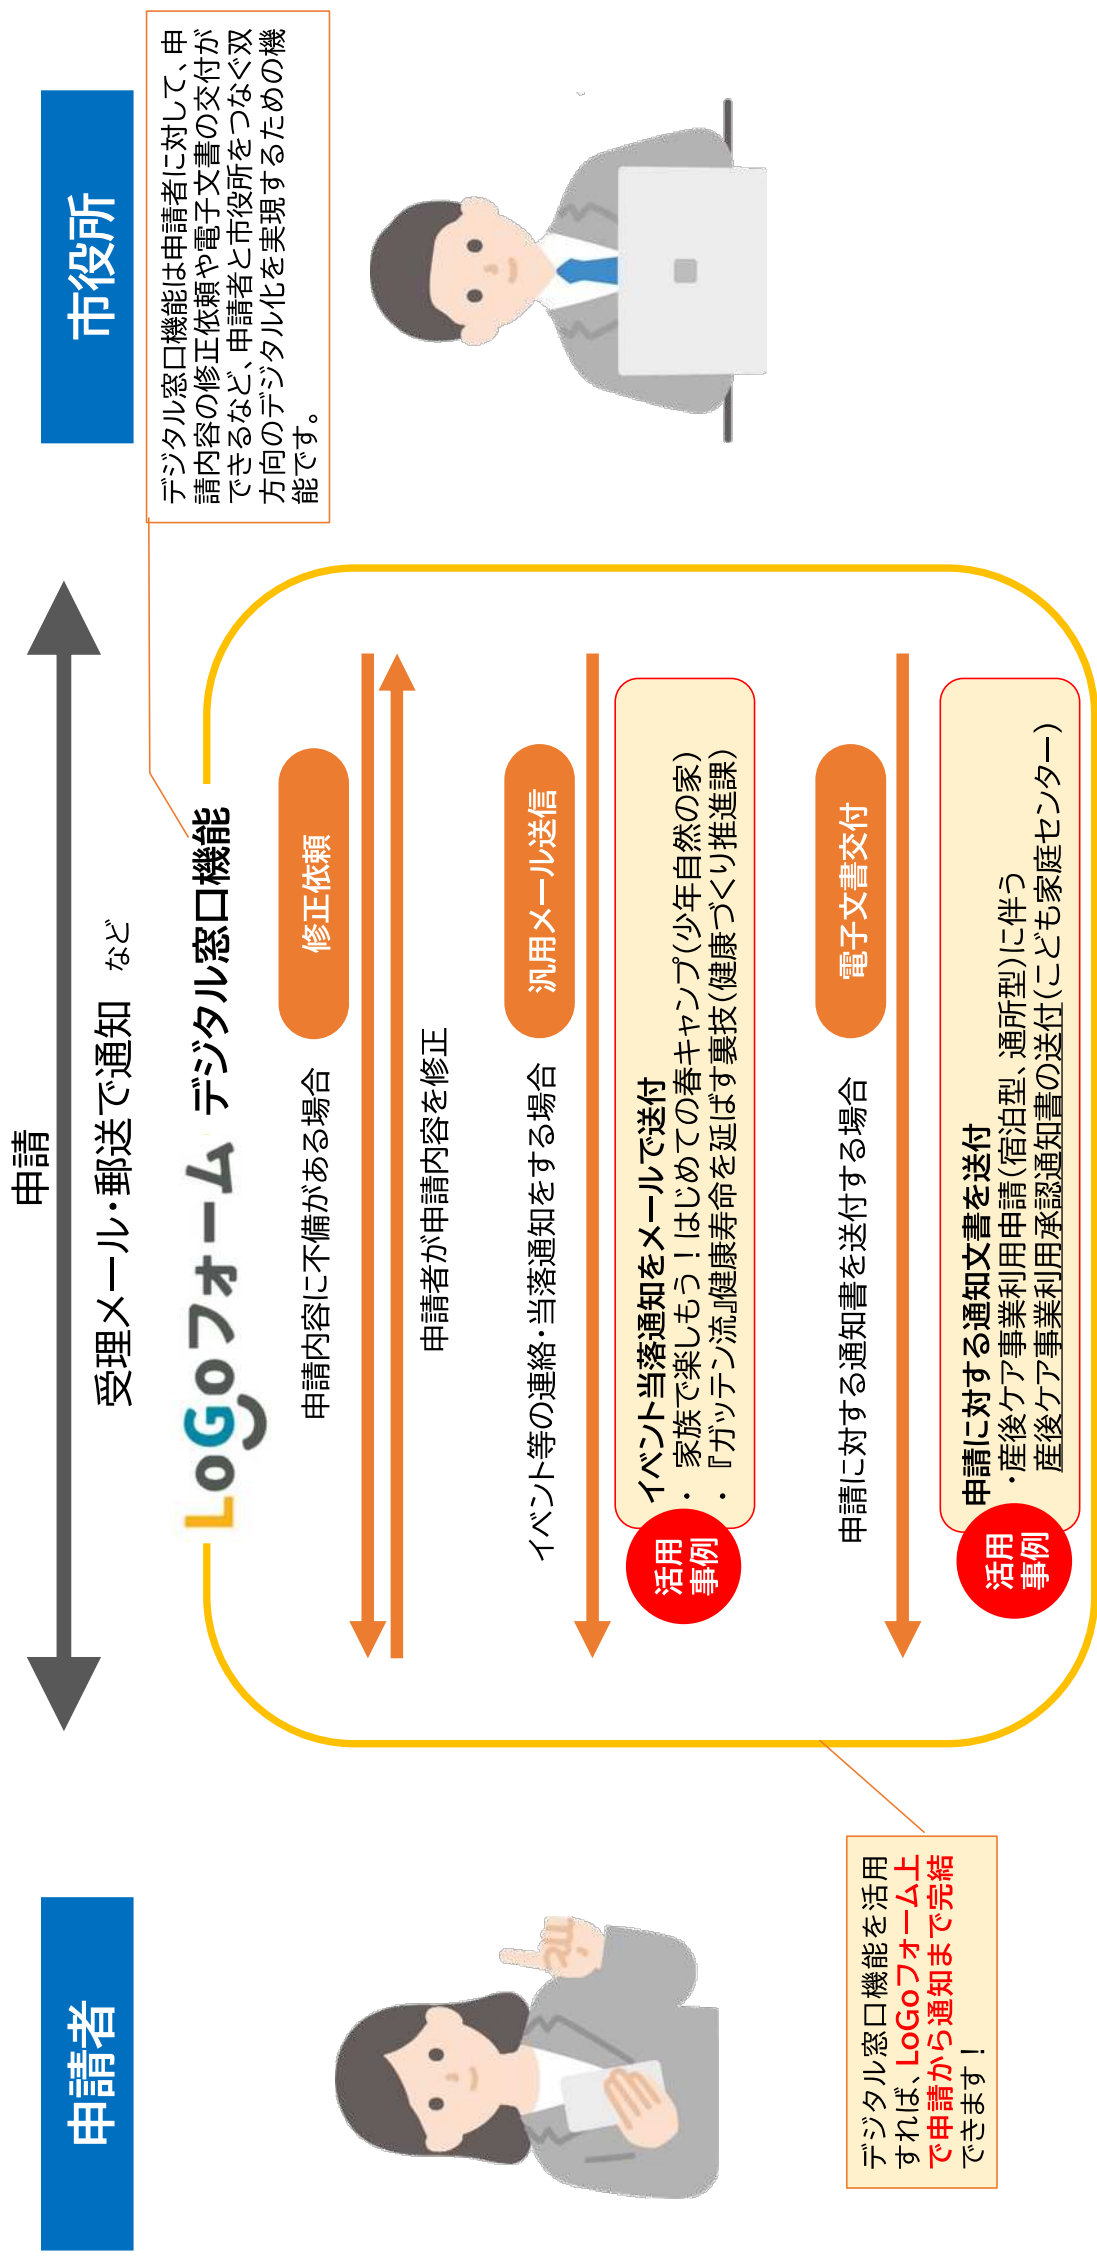 申請者
市役所
申請
受理メール・郵送で通知　など
デジタル窓口機能は申請者に対して、申
請内容の修正依頼や電子文書の交付が
できるなど、申請者と市役所をつなぐ双
方向のデジタル化を実現するための機
能です。
LoGoフォーム デジタル窓口機能
申請内容に不備がある場合
修正依頼
申請者が申請内容を修正
イベント等の連絡・当落通知をする場合
汎用メール送信
活用
事例
イベント当落通知をメールで送付
・ 家族で楽しもう！はじめての春キャンプ(少年自然の家)
・ 『ガッテン流』健康寿命を延ばす裏技(健康づくり推進課)
申請に対する通知書を送付する場合
電子文書交付
活用
事例
申請に対する通知文書を送付
・産後ケア事業利用申請(宿泊型、通所型)に伴う
産後ケア事業利用承認通知書の送付(こども家庭センター)
デジタル窓口機能を活用
すれば、LoGoフォーム上
で申請から通知まで完結
できます！